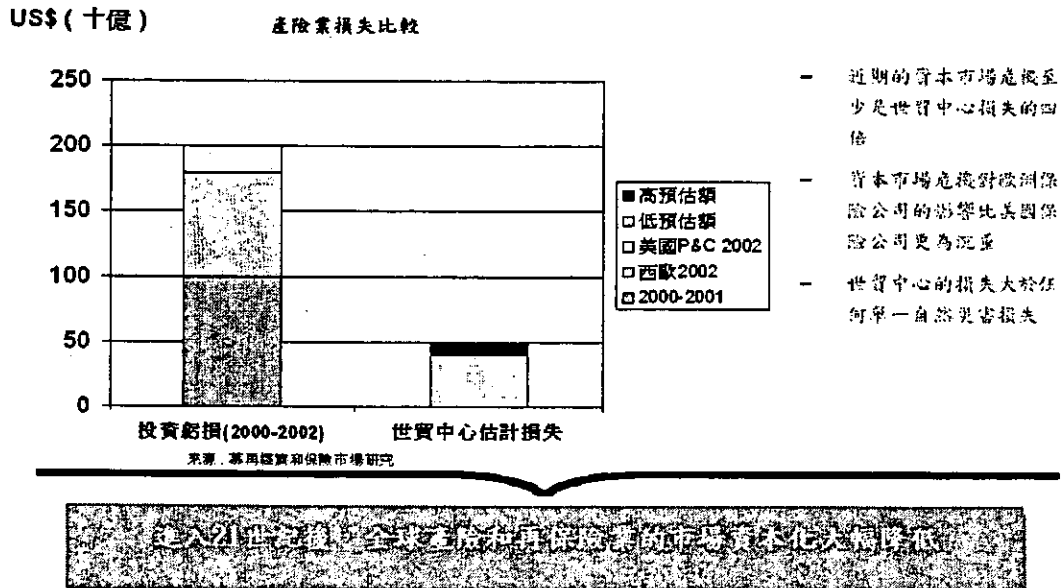 US$ ( 十億 )
產險業損失比較
250
200
150
100
50
0
投資虧損(2000-2002)
世貿中心估計損失
高預估額
低預估額
美國P&C 2002
西歐2002
2000-2001
來源:慕再經濟和保險市場研究
- 近期的資本市場危機至
少是世貿中心損失的四
倍
- 資本市場危機對歐洲保
險公司的影響比美國保
險公司更為沉重
- 世貿中心的損失大於任
何單一自然災害損失
進入21世紀後,全球產險和再保險業的市場資本化大幅降低